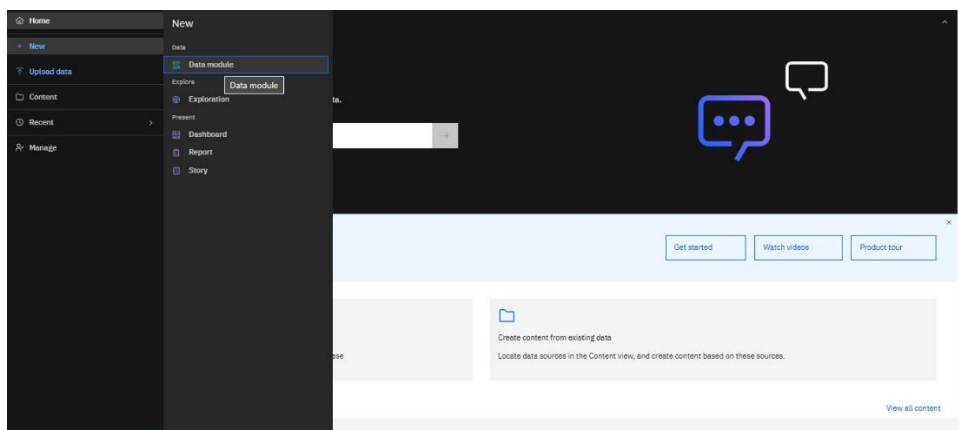 Home
New
Upload data
Content
Recent
Manage
New
Data
Data module
Data module
Explore
Exploration
Present
Dashboard
Report
Story
ta.
Get started
Watch videos
Product tour
ese
Create content from existing data
Locate data sources in the Content view, and create content based on these sources.
View all content